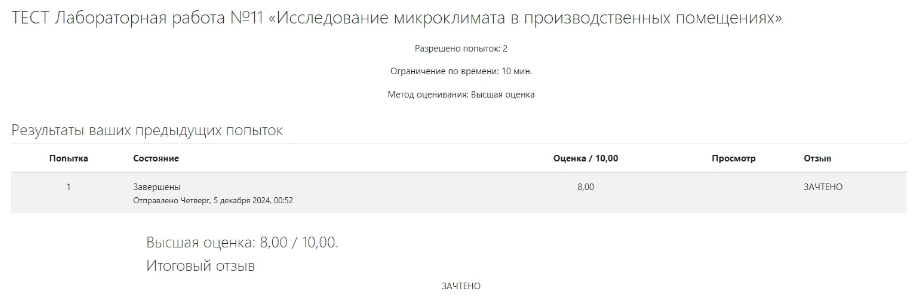 ТЕСТ Лабораторная работа №11 «Исследование микроклимата в производственных помещениях»
Разрешено попыток: 2
Ограничение по времени: 10 мин.
Метод оценивания: Высшая оценка
Результаты ваших предыдущих попыток
Попытка Состояние Оценка / 10,00 Просмотр Отзыв
1 Завершены 8,00 ЗАЧТЕНО
Отправлено Четверг, 5 декабря 2024, 00:52
Высшая оценка: 8,00 / 10,00.
Итоговый отзыв
ЗАЧТЕНО